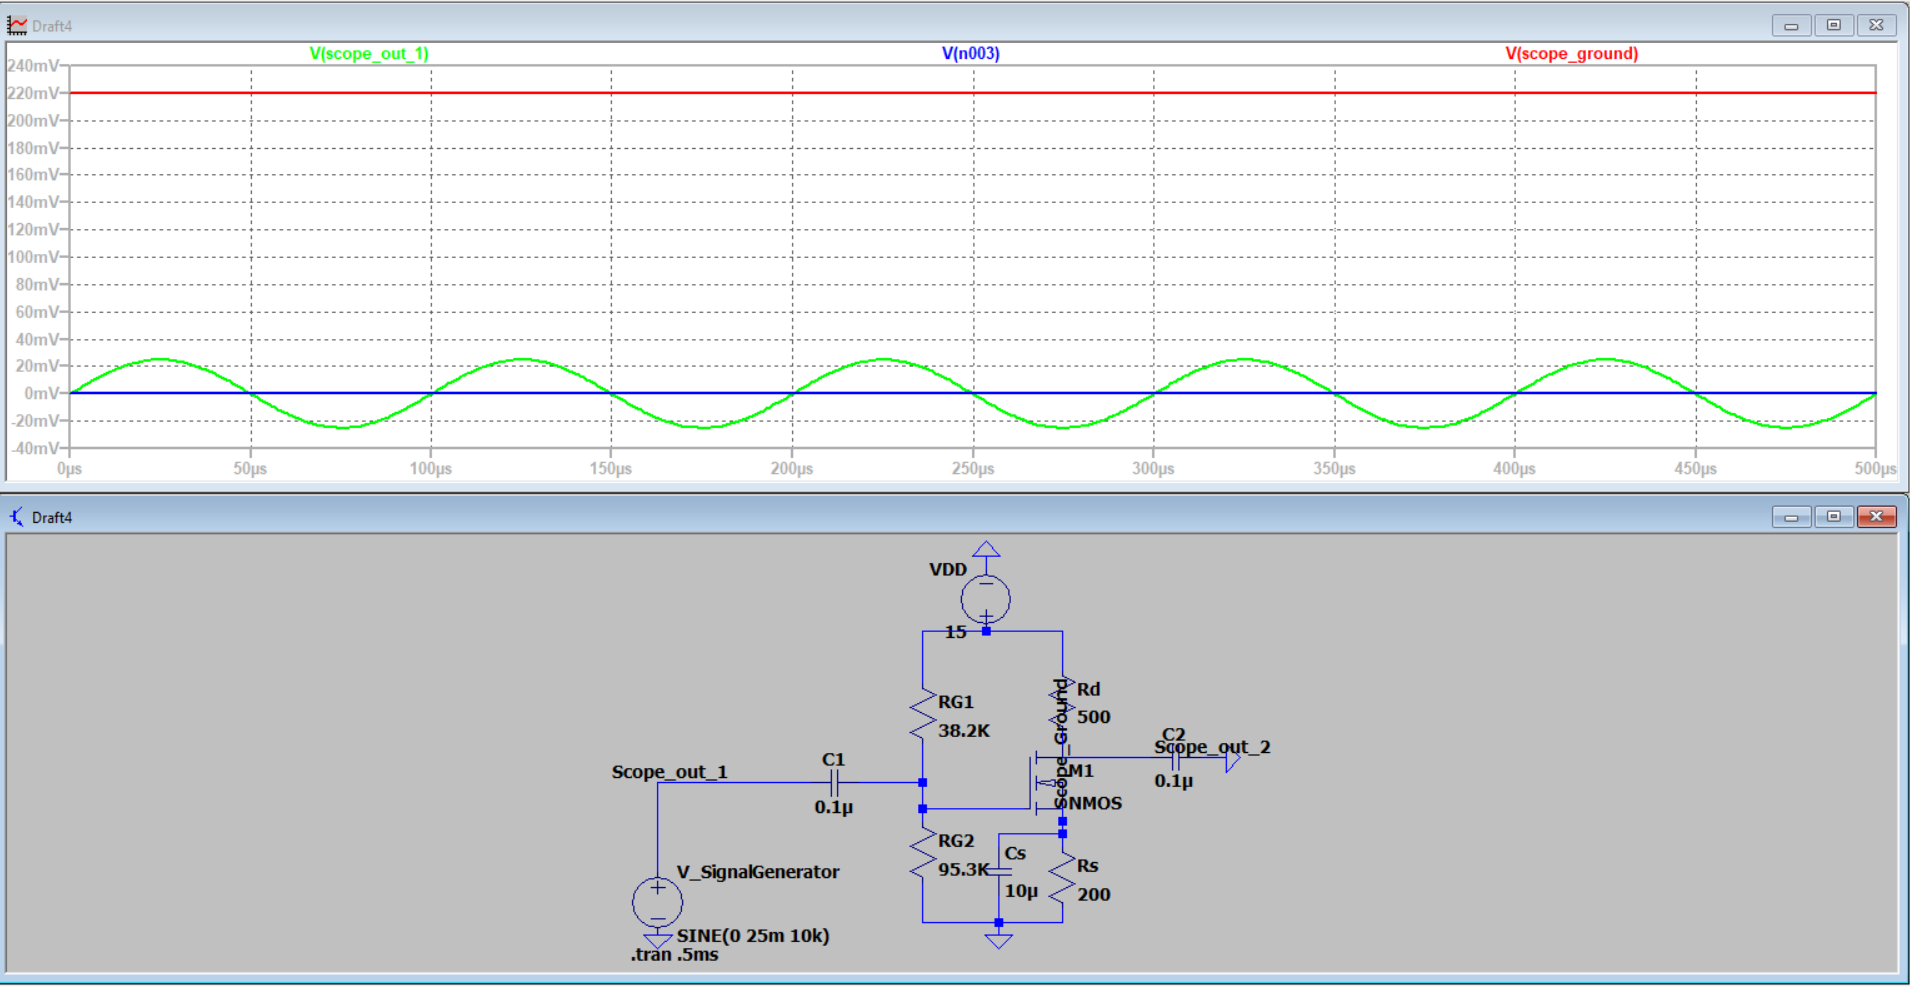 Draft4
V(scope_out_1) V(n003) V(scope_ground)
240mV
220mV
200mV
180mV
160mV
140mV
120mV
100mV
80mV
60mV
40mV
20mV
0mV
-20mV
-40mV
0µs 50µs 100µs 150µs 200µs 250µs 300µs 350µs 400µs 450µs 500µs
Draft4
VDD
15
Rd
500
RG1
38.2K
Scope_Ground
C2
Scope_out_2
0.1µ
C1
Scope_out_1
0.1µ
M1
NMOS
RG2
95.3K
Cs
10µ
Rs
200
V_SignalGenerator
SINE(0 25m 10k)
.tran .5ms